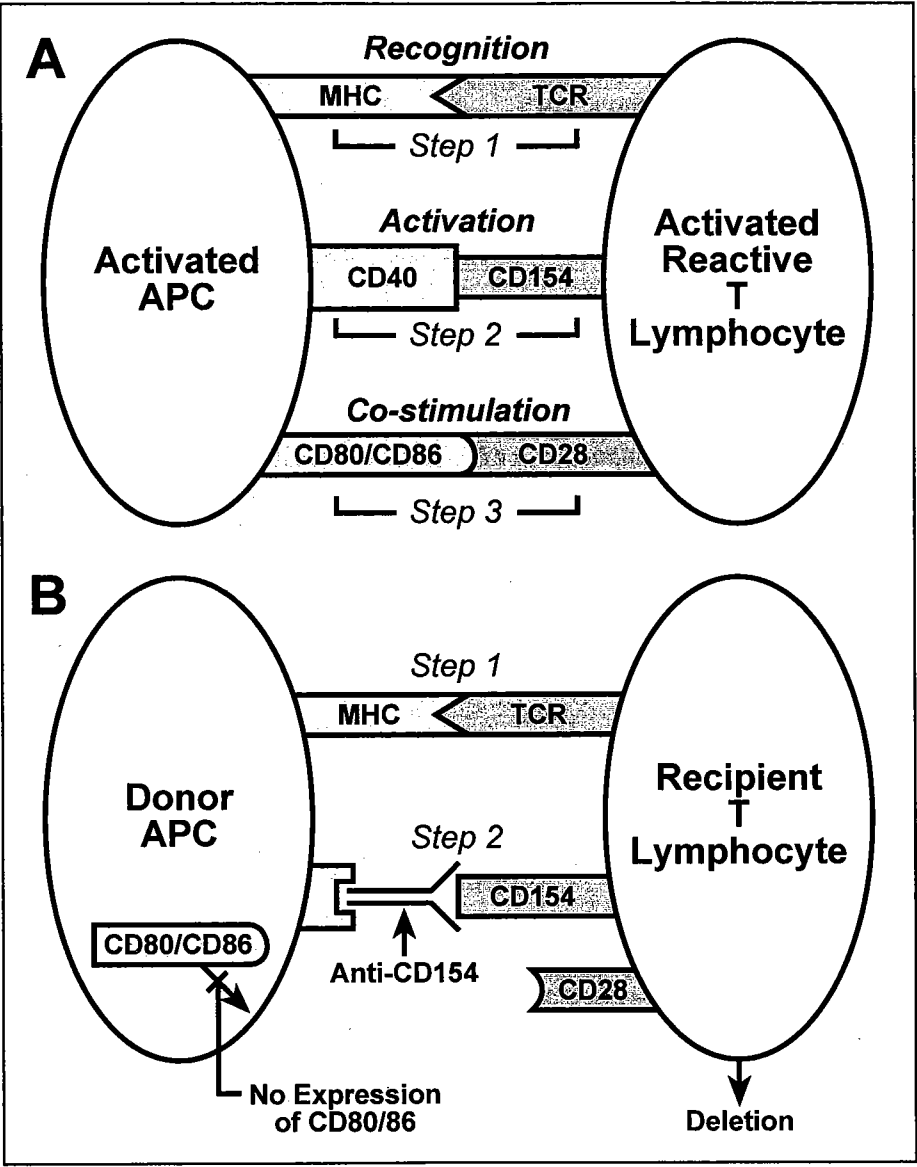 A
Recognition
MHC
TCR
Step 1
Activation
Activated
APC
CD40
CD154
Activated
Reactive
T
Lymphocyte
Step 2
Co-stimulation
CD80/CD86
CD28
Step 3
B
Step 1
MHC
TCR
Donor
APC
Recipient
T
Lymphocyte
Step 2
CD154
CD80/CD86
Anti-CD154
CD28
No Expression
of CD80/86
Deletion